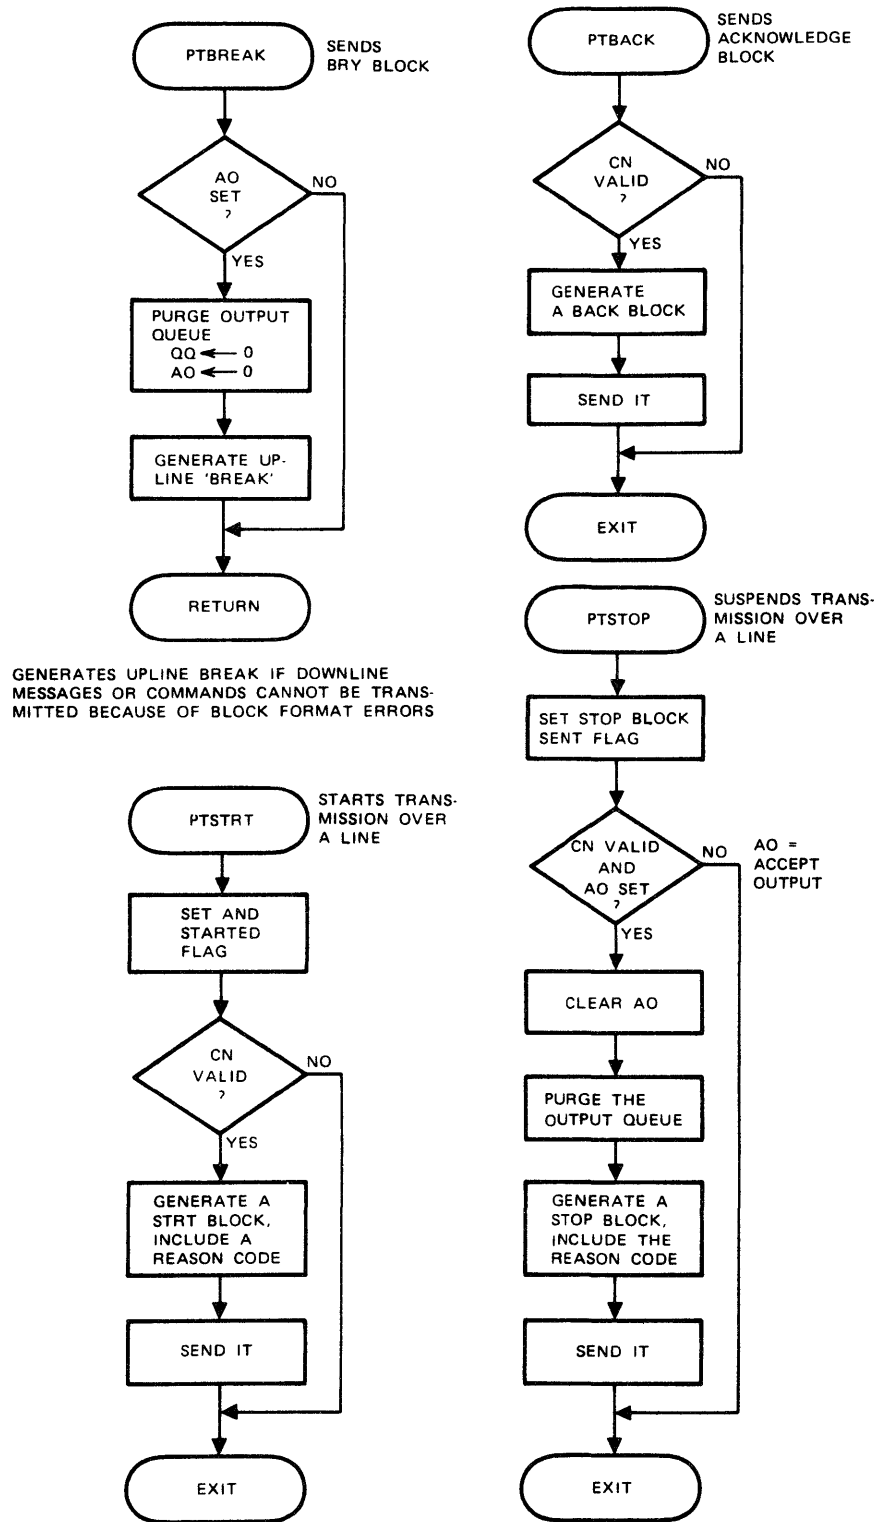 PTBREAK
SENDS
BRY BLOCK
AO
SET
?
NO
YES
PURGE OUTPUT
QUEUE
QQ ← 0
AO ← 0
GENERATE UP-
LINE 'BREAK'
RETURN
GENERATES UPLINE BREAK IF DOWNLINE
MESSAGES OR COMMANDS CANNOT BE TRANS-
MITTED BECAUSE OF BLOCK FORMAT ERRORS
PTSTRT
STARTS TRANS-
MISSION OVER
A LINE
SET AND
STARTED
FLAG
CN
VALID
?
NO
YES
GENERATE A
STRT BLOCK,
INCLUDE A
REASON CODE
SEND IT
EXIT
PTBACK
SENDS
ACKNOWLEDGE
BLOCK
CN
VALID
?
NO
YES
GENERATE
A BACK BLOCK
SEND IT
EXIT
PTSTOP
SUSPENDS TRANS-
MISSION OVER
A LINE
SET STOP BLOCK
SENT FLAG
CN VALID
AND
AO SET
?
NO
AO =
ACCEPT
OUTPUT
YES
CLEAR AO
PURGE THE
OUTPUT QUEUE
GENERATE A
STOP BLOCK,
INCLUDE THE
REASON CODE
SEND IT
EXIT